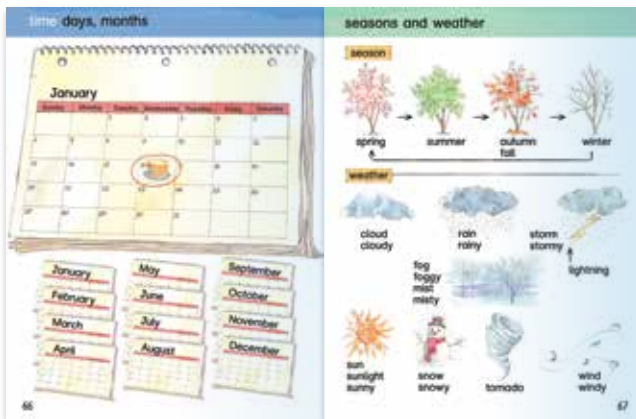 time days, months
January
January
February
March
April
May
June
July
August
September
October
November
December
66
seasons and weather
season
spring
summer
autumn
fall
winter
weather
cloud
cloudy
rain
rainy
storm
stormy
lightning
fog
foggy
mist
misty
sun
sunlight
sunny
snow
snowy
tornado
wind
windy
67